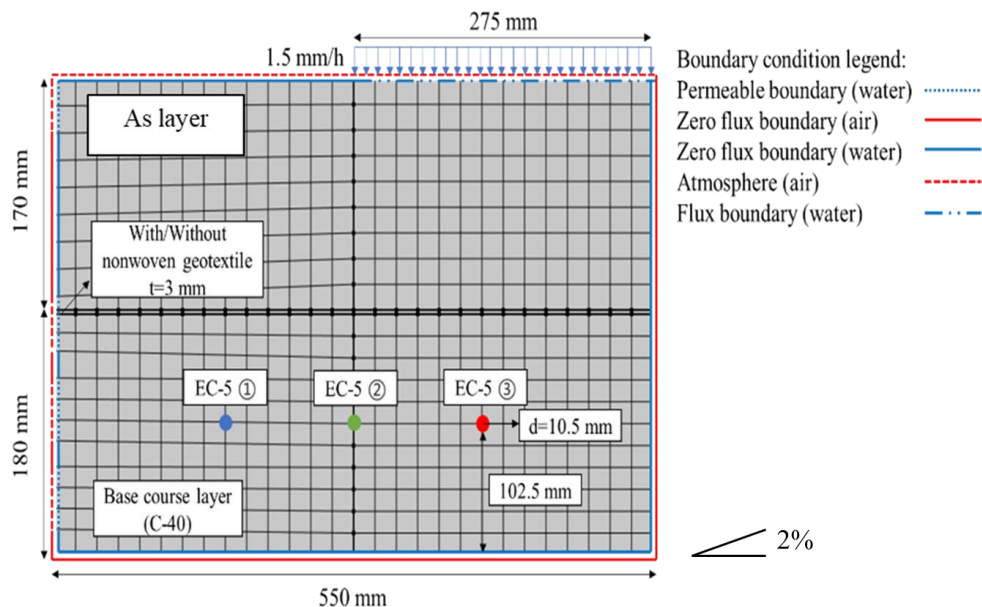 275 mm
1.5 mm/h
Boundary condition legend:
Permeable boundary (water)
Zero flux boundary (air)
Zero flux boundary (water)
Atmosphere (air)
Flux boundary (water)
As layer
170 mm
With/Without
nonwoven geotextile
t=3 mm
EC-5 ①
EC-5 ②
EC-5 ③
d=10.5 mm
180 mm
102.5 mm
Base course layer
(C-40)
2%
550 mm